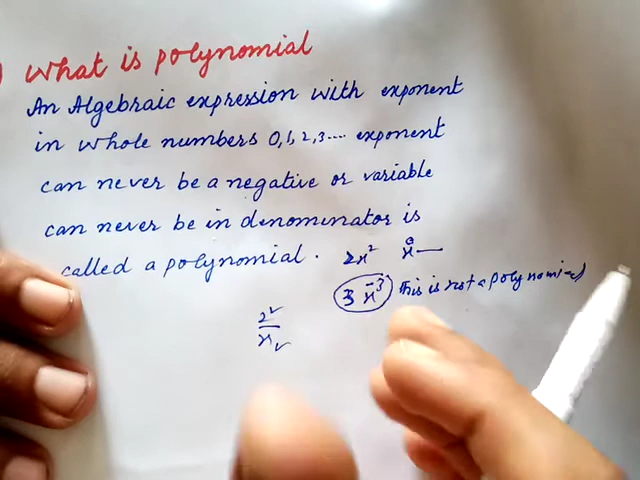 ) What is polynomial
An Algebraic expression with exponent
in whole numbers 0,1,2,3.... exponent
can never be a negative or variable
can never be in denominator is
called a polynomial.
2x² x⁰—
3x⁻³ This is not a polynomial
2/x